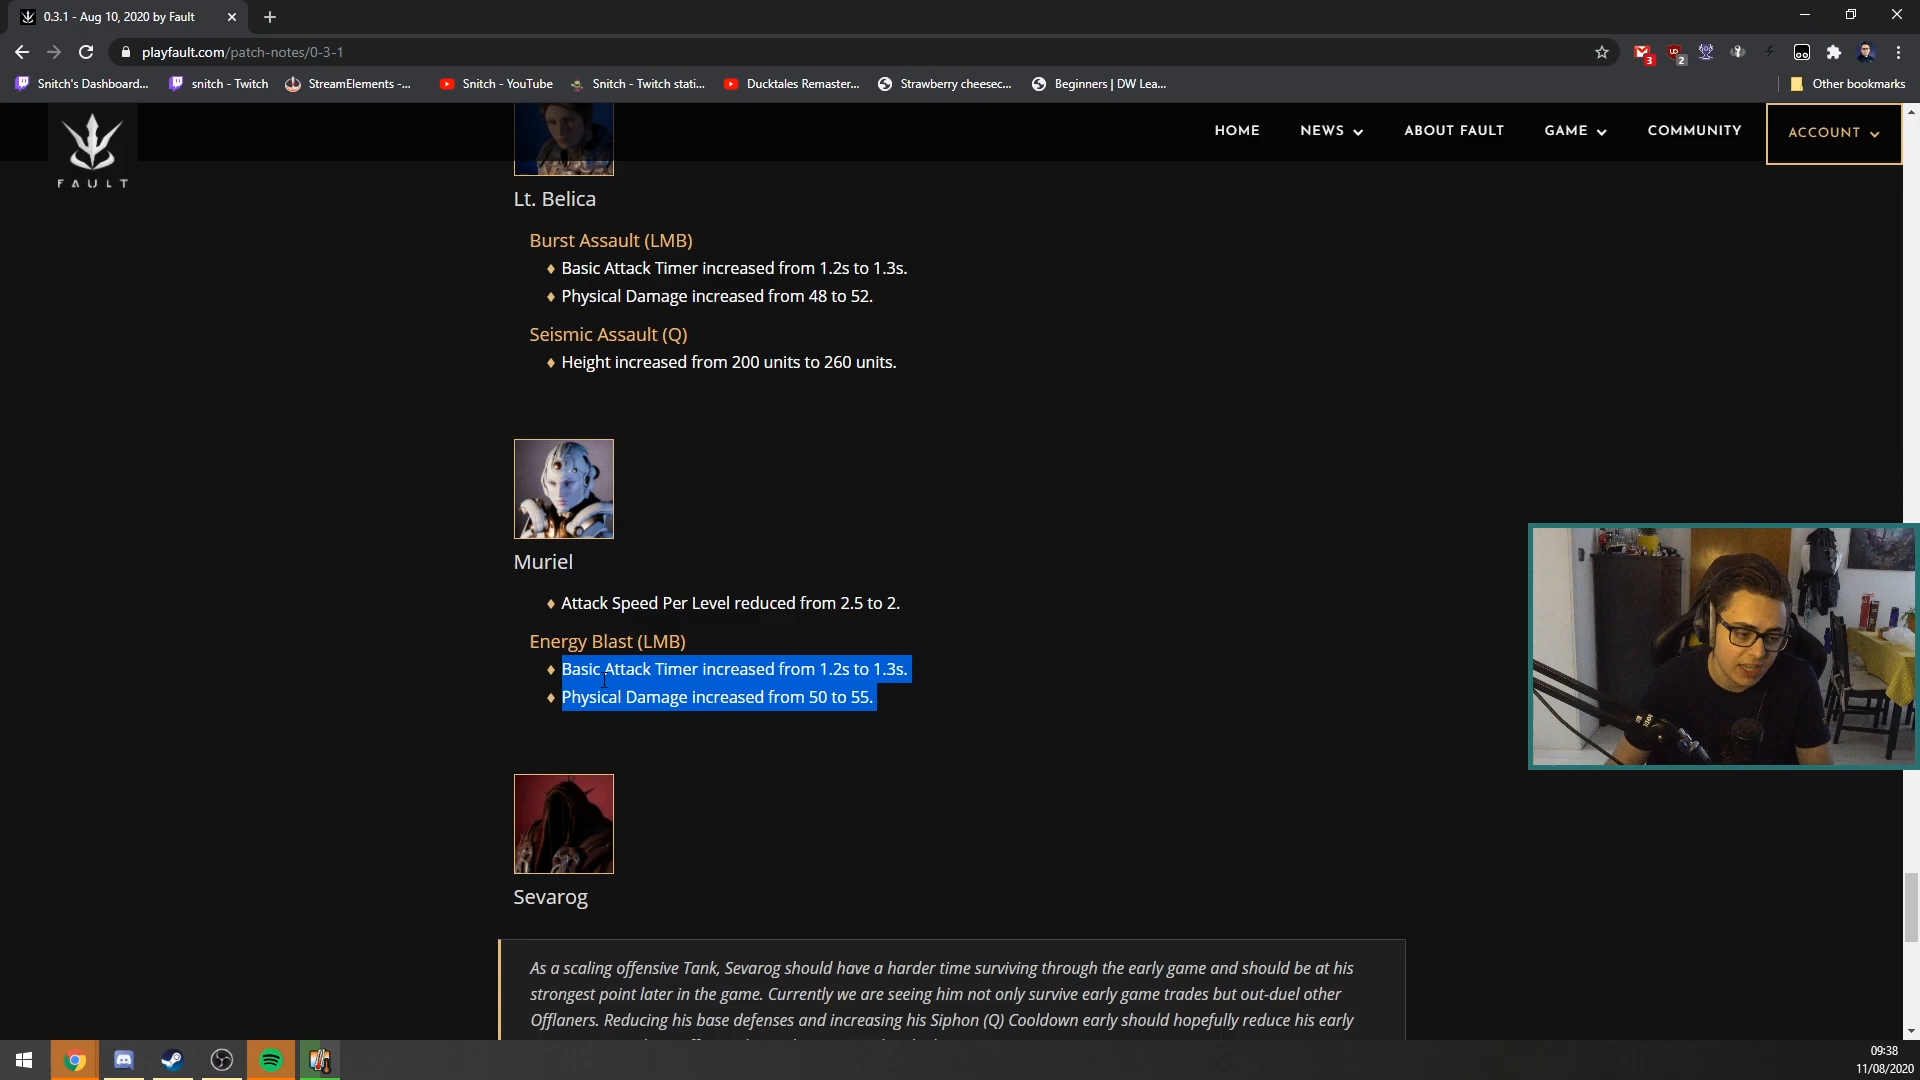 0.3.1 - Aug 10, 2020 by Fault
playfault.com/patch-notes/0-3-1
3
2
Snitch's Dashboard...
snitch - Twitch
StreamElements -...
Snitch - YouTube
Snitch - Twitch stati...
Ducktales Remaster...
Strawberry cheesec...
Beginners | DW Lea...
Other bookmarks
FAULT
HOME
NEWS
ABOUT FAULT
GAME
COMMUNITY
ACCOUNT
Lt. Belica
Burst Assault (LMB)
Basic Attack Timer increased from 1.2s to 1.3s.
Physical Damage increased from 48 to 52.
Seismic Assault (Q)
Height increased from 200 units to 260 units.
Muriel
Attack Speed Per Level reduced from 2.5 to 2.
Energy Blast (LMB)
Basic Attack Timer increased from 1.2s to 1.3s.
Physical Damage increased from 50 to 55.
Sevarog
As a scaling offensive Tank, Sevarog should have a harder time surviving through the early game and should be at his
strongest point later in the game. Currently we are seeing him not only survive early game trades but out-duel other
Offlaners. Reducing his base defenses and increasing his Siphon (Q) Cooldown early should hopefully reduce his early
09:38
11/08/2020